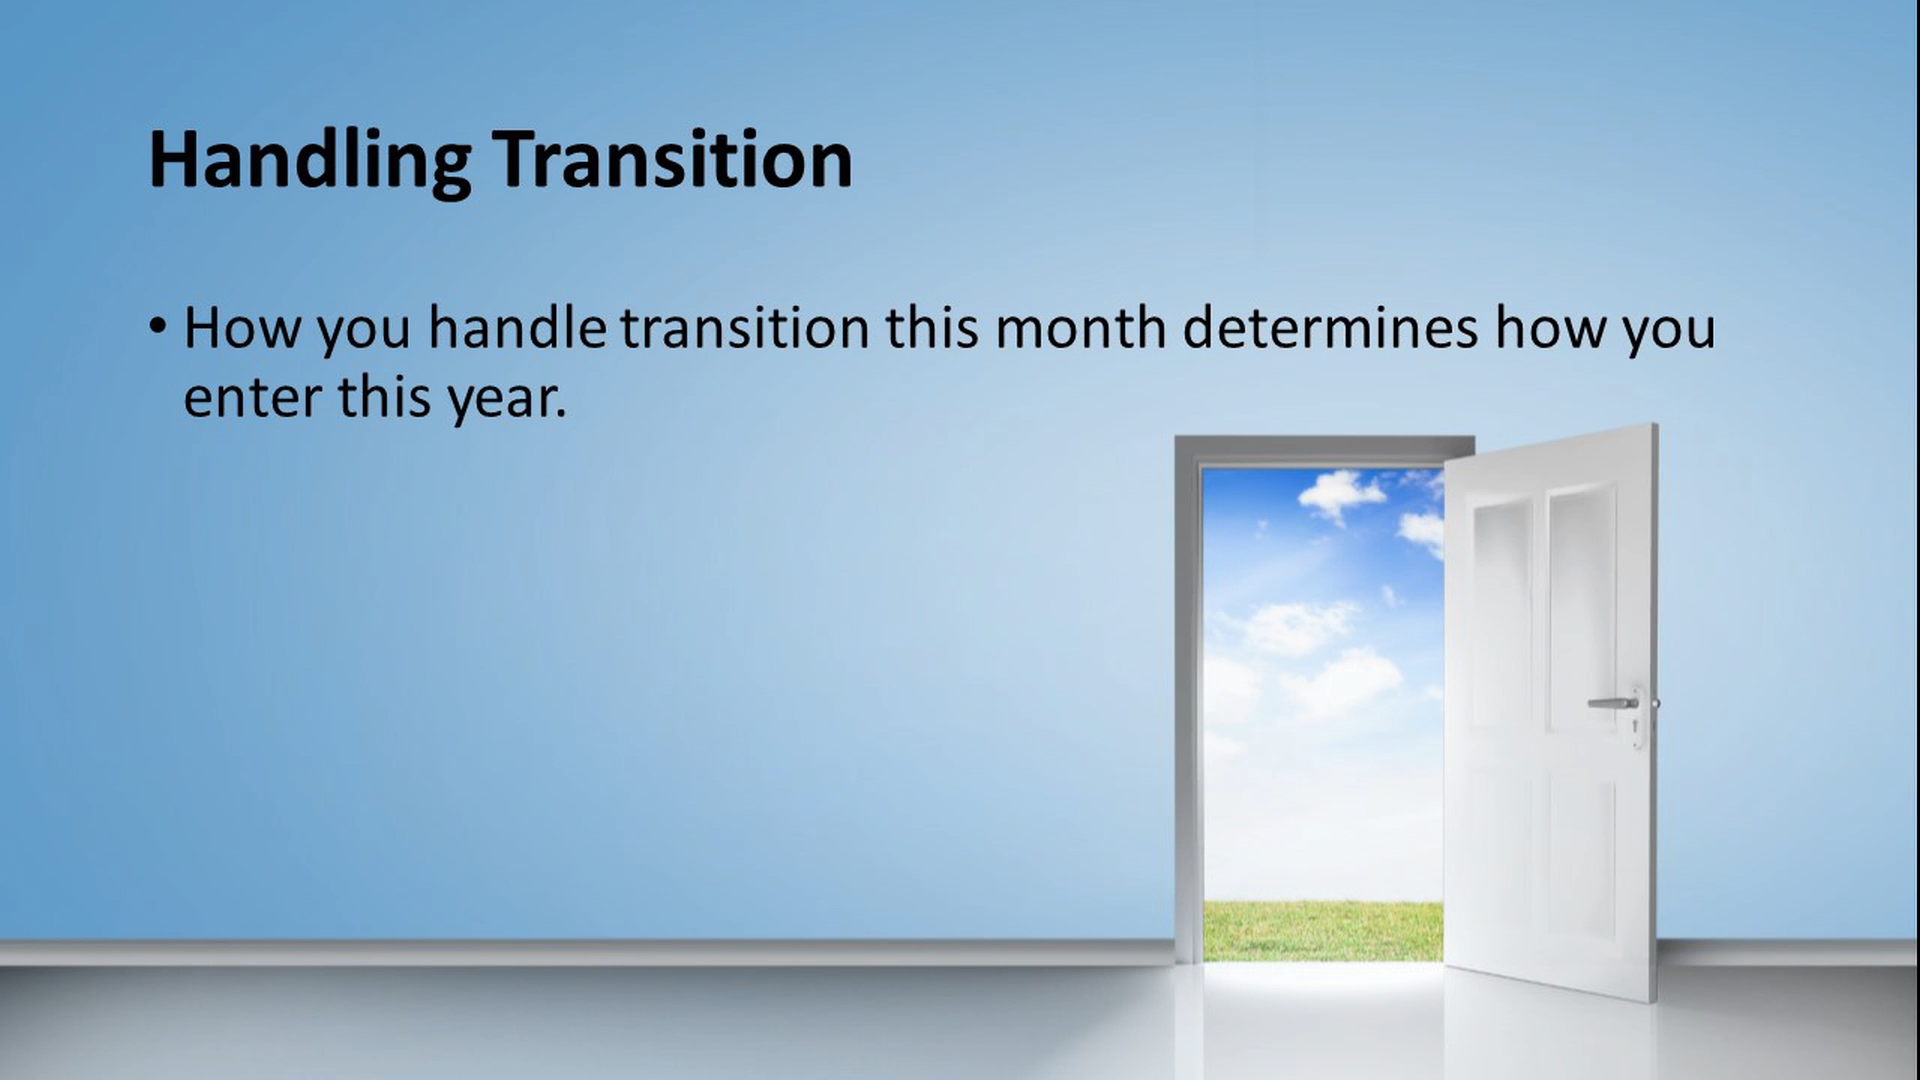 Handling Transition
• How you handle transition this month determines how you
enter this year.